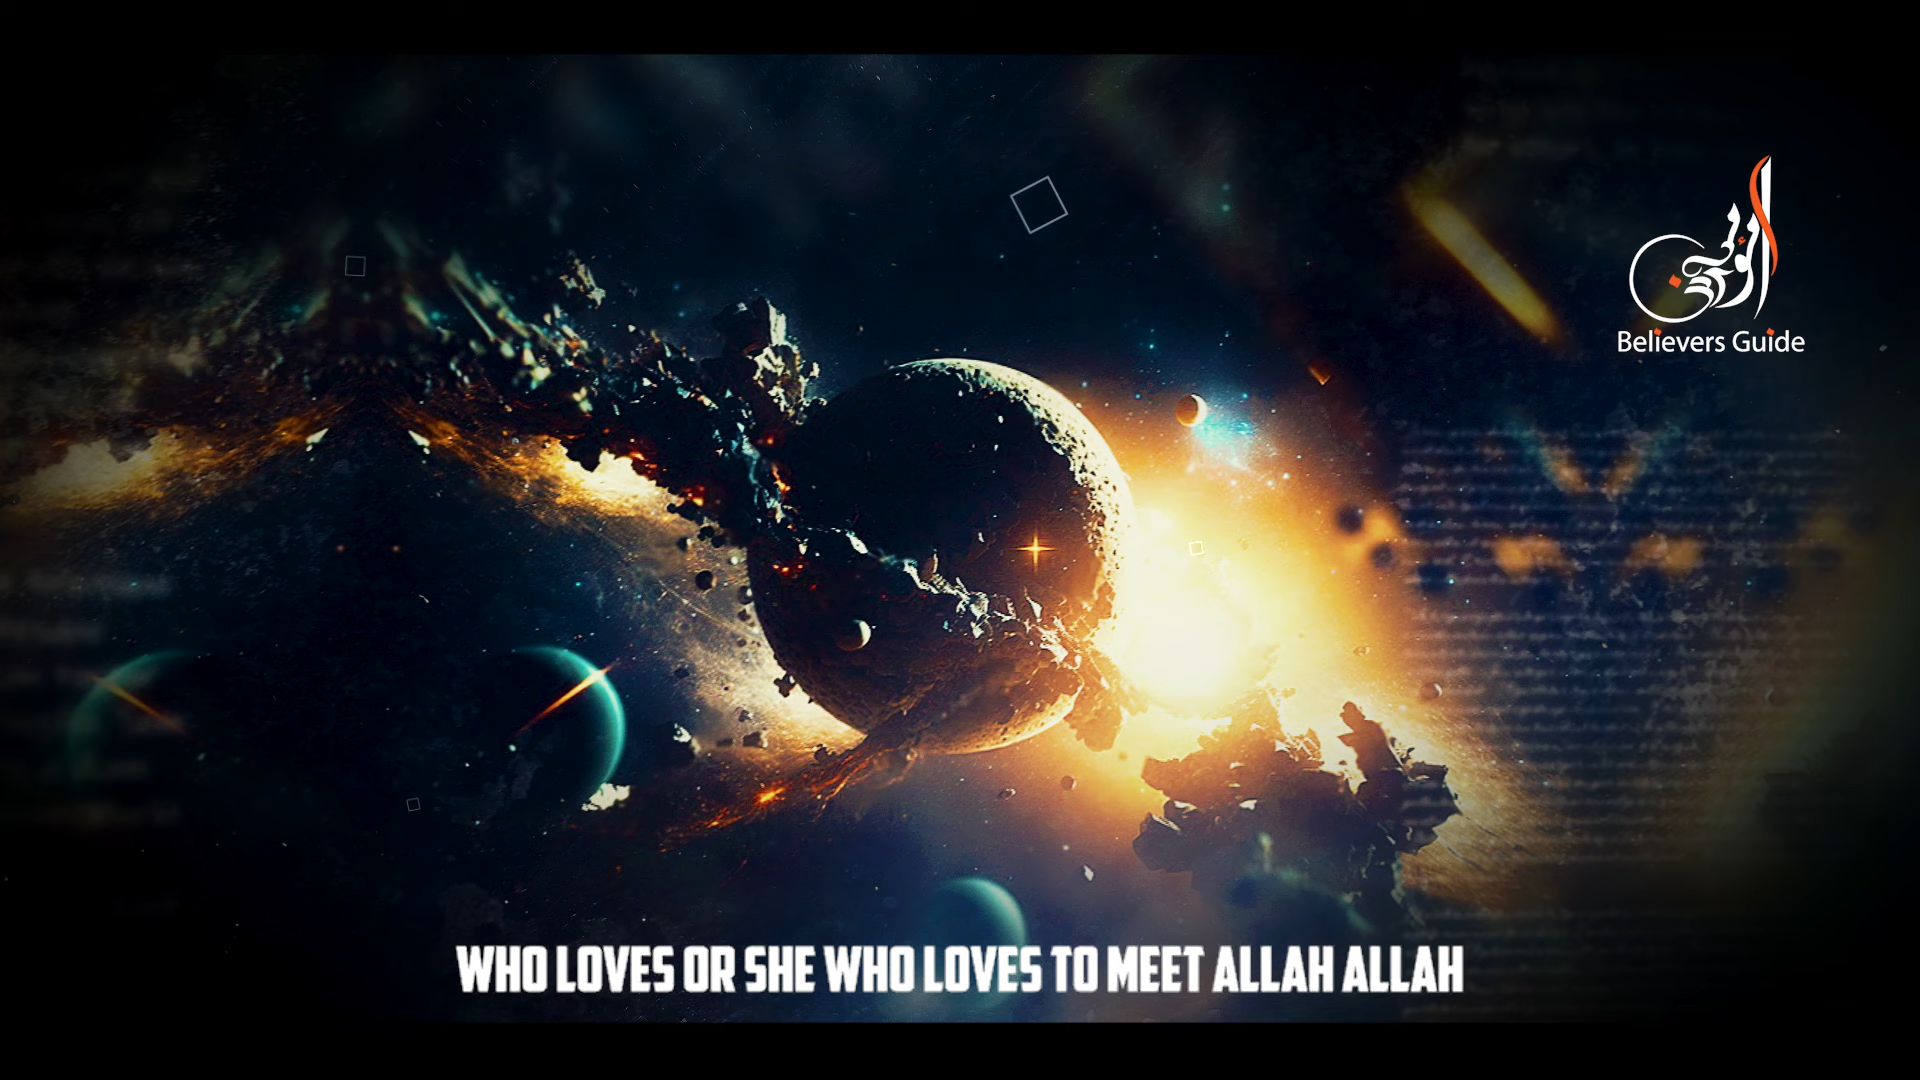 Believers Guide
WHO LOVES OR SHE WHO LOVES TO MEET ALLAH ALLAH